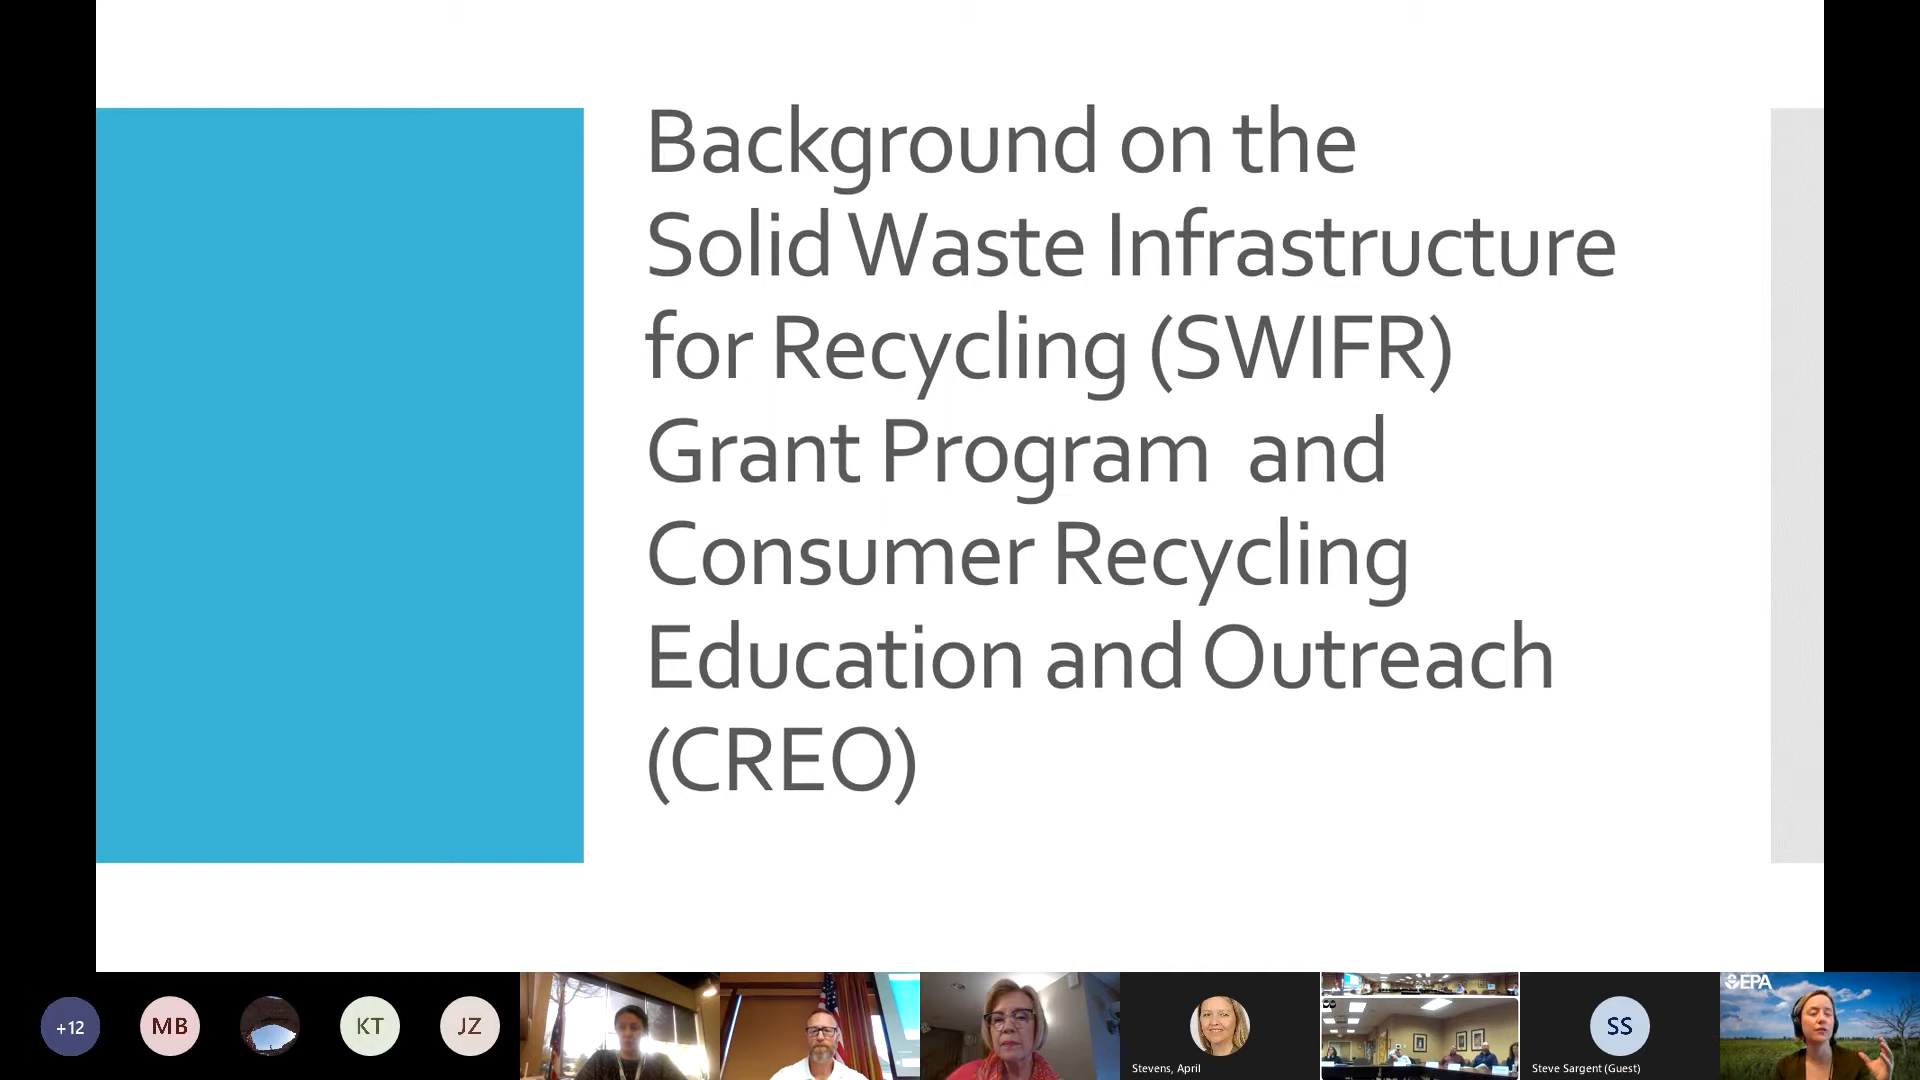 Background on the
Solid Waste Infrastructure
for Recycling (SWIFR)
Grant Program  and
Consumer Recycling
Education and Outreach
(CREO)
+12
MB
KT
JZ
Stevens, April
SS
Steve Sargent (Guest)
EPA